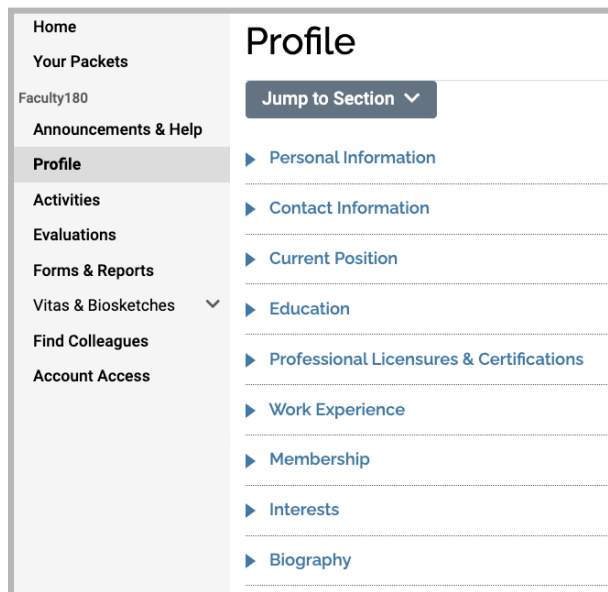 Home
Your Packets
Faculty180
Announcements & Help
Profile
Activities
Evaluations
Forms & Reports
Vitas & Biosketches
Find Colleagues
Account Access
Profile
Jump to Section
Personal Information
Contact Information
Current Position
Education
Professional Licensures & Certifications
Work Experience
Membership
Interests
Biography